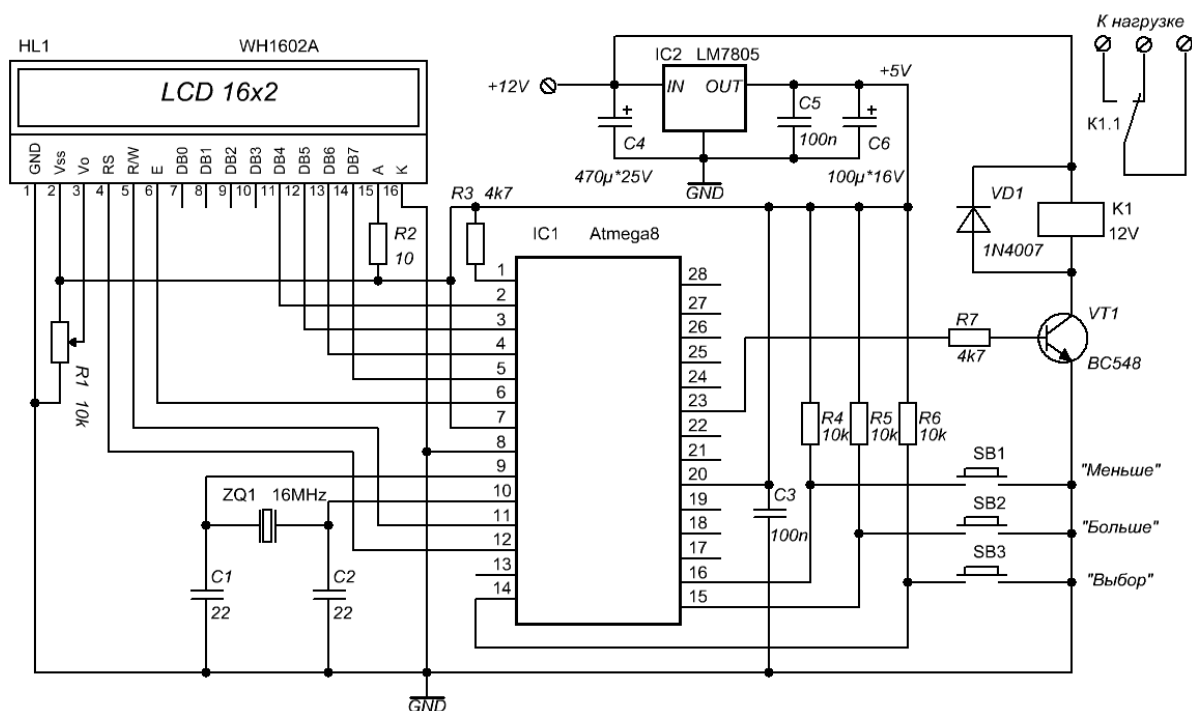 К нагрузке
HL1 WH1602A
IC2 LM7805
+5V
LCD 16x2
+12V
IN OUT
C5
100n
C4
C6
K1.1
470µ*25V
GND
100µ*16V
GND Vss Vo RS R/W E DB0 DB1 DB2 DB3 DB4 DB5 DB6 DB7 A K
1 2 3 4 5 6 7 8 9 10 11 12 13 14 15 16
R3 4k7
VD1
1N4007
K1
12V
R2
10
IC1 Atmega8
1
2
3
4
5
6
7
8
9
10
11
12
13
14
28
27
26
25
24
23
22
21
20
19
18
17
16
15
R7
4k7
VT1
BC548
R1 10k
R4
10k
R5
10k
R6
10k
SB1
"Меньше"
SB2
"Больше"
SB3
"Выбор"
ZQ1 16MHz
C3
100n
C1
22
C2
22
GND